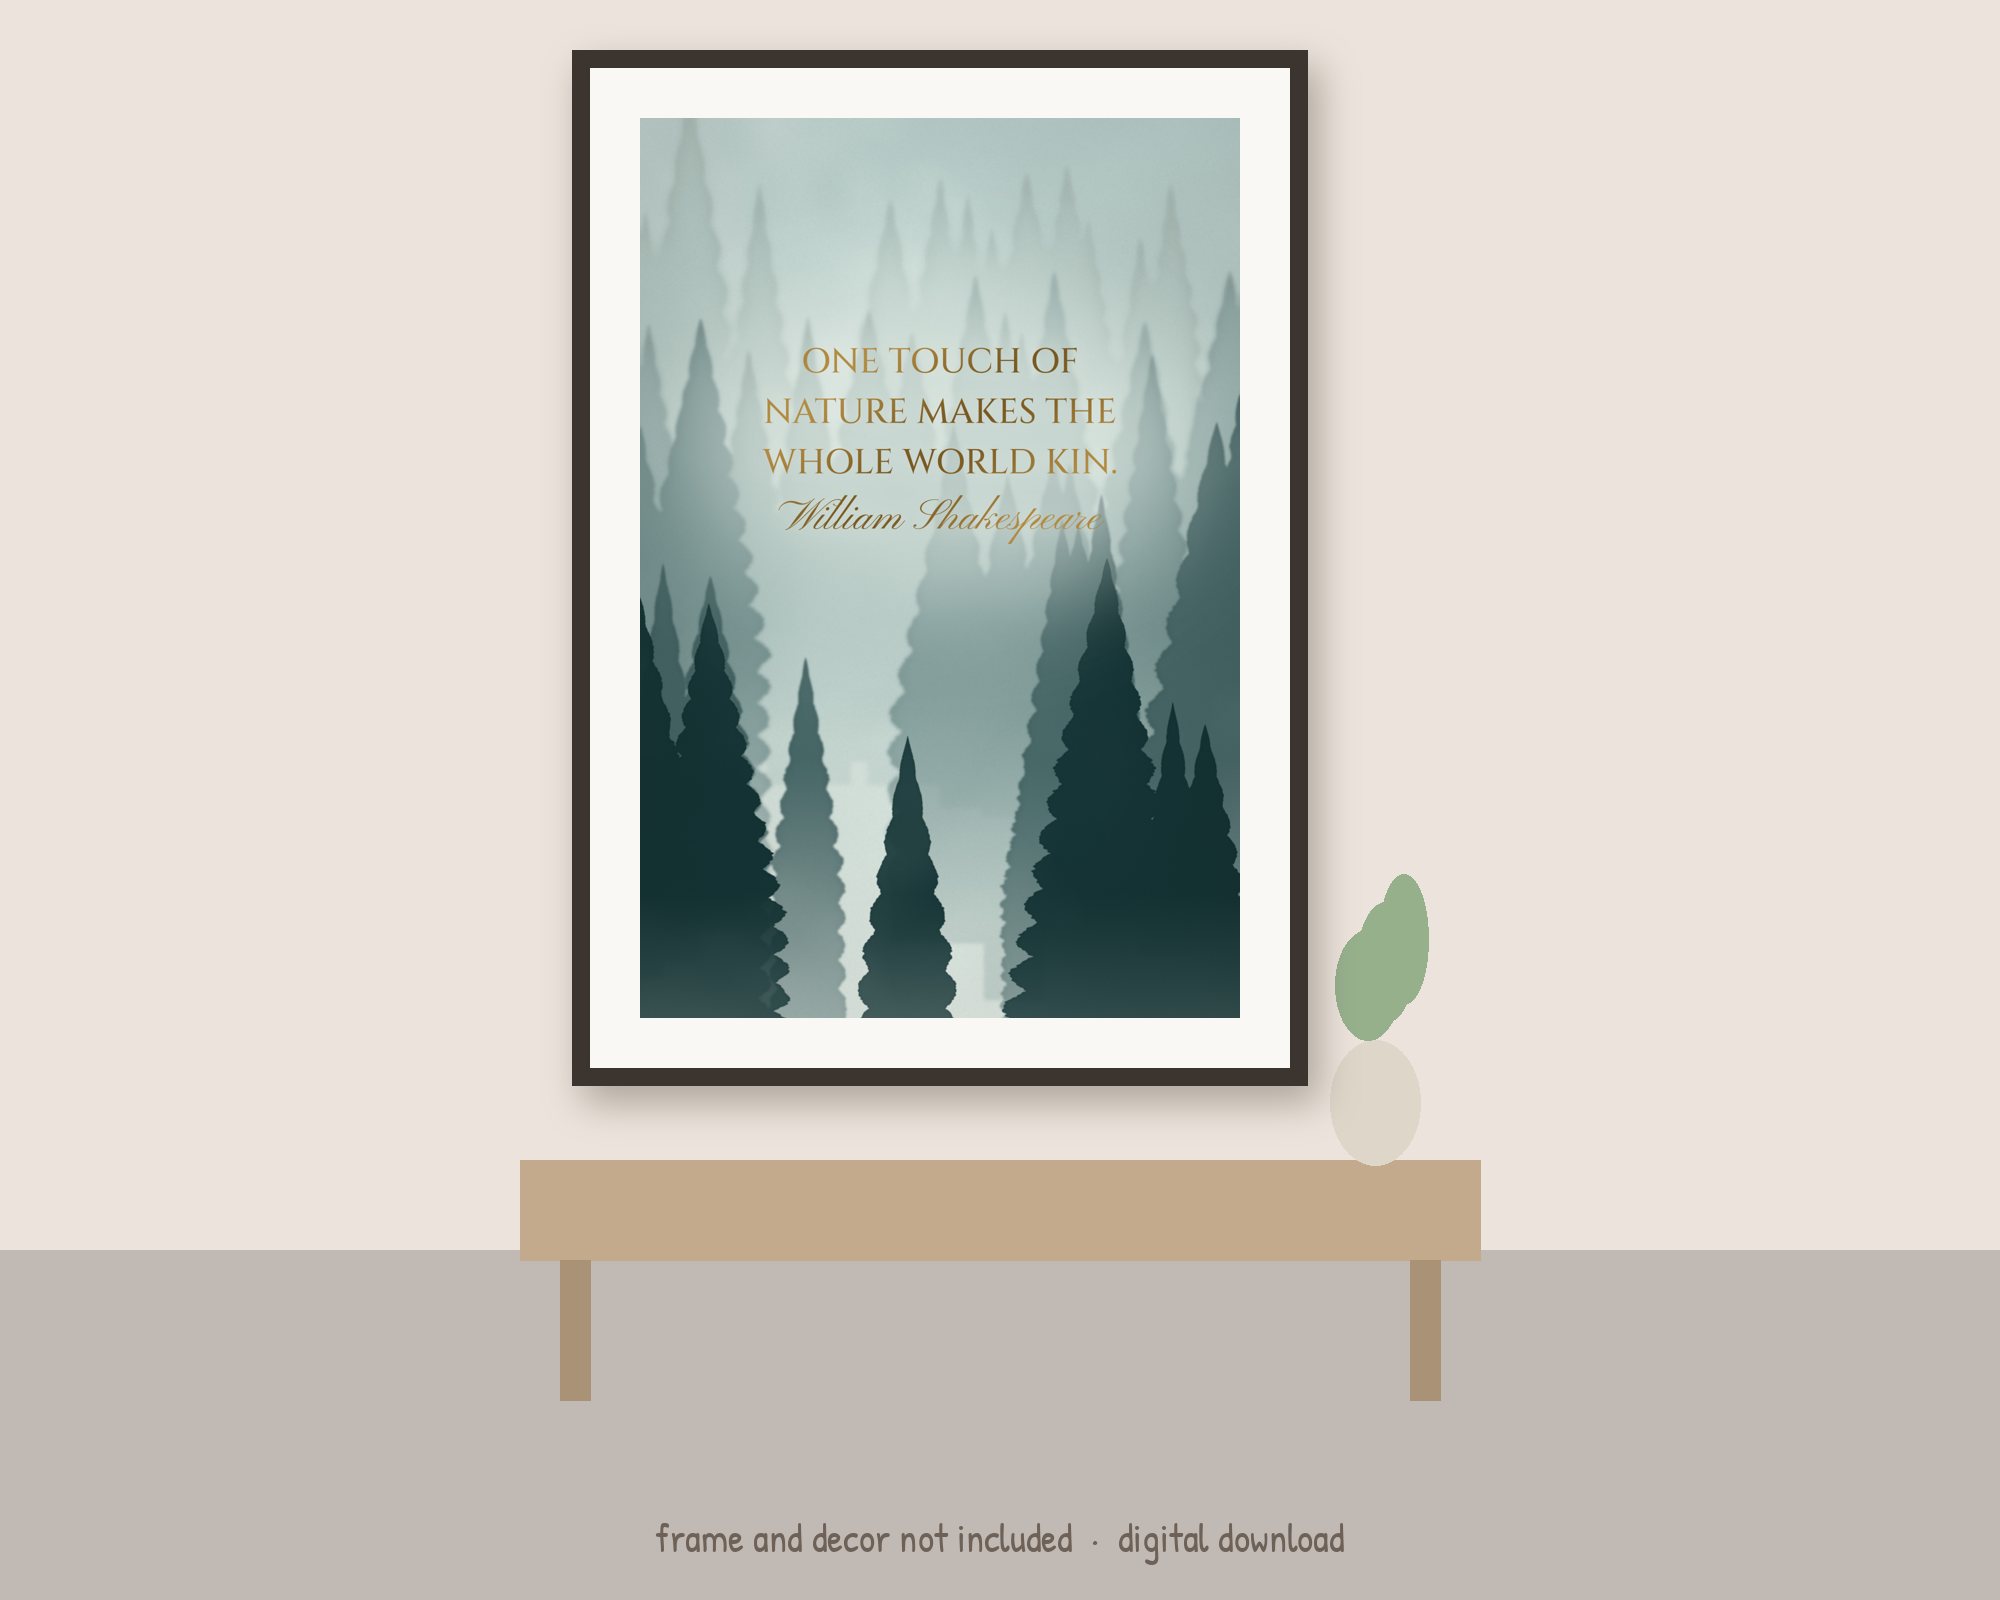 ONE TOUCH OF
NATURE MAKES THE
WHOLE WORLD KIN.
William Shakespeare
frame and decor not included · digital download